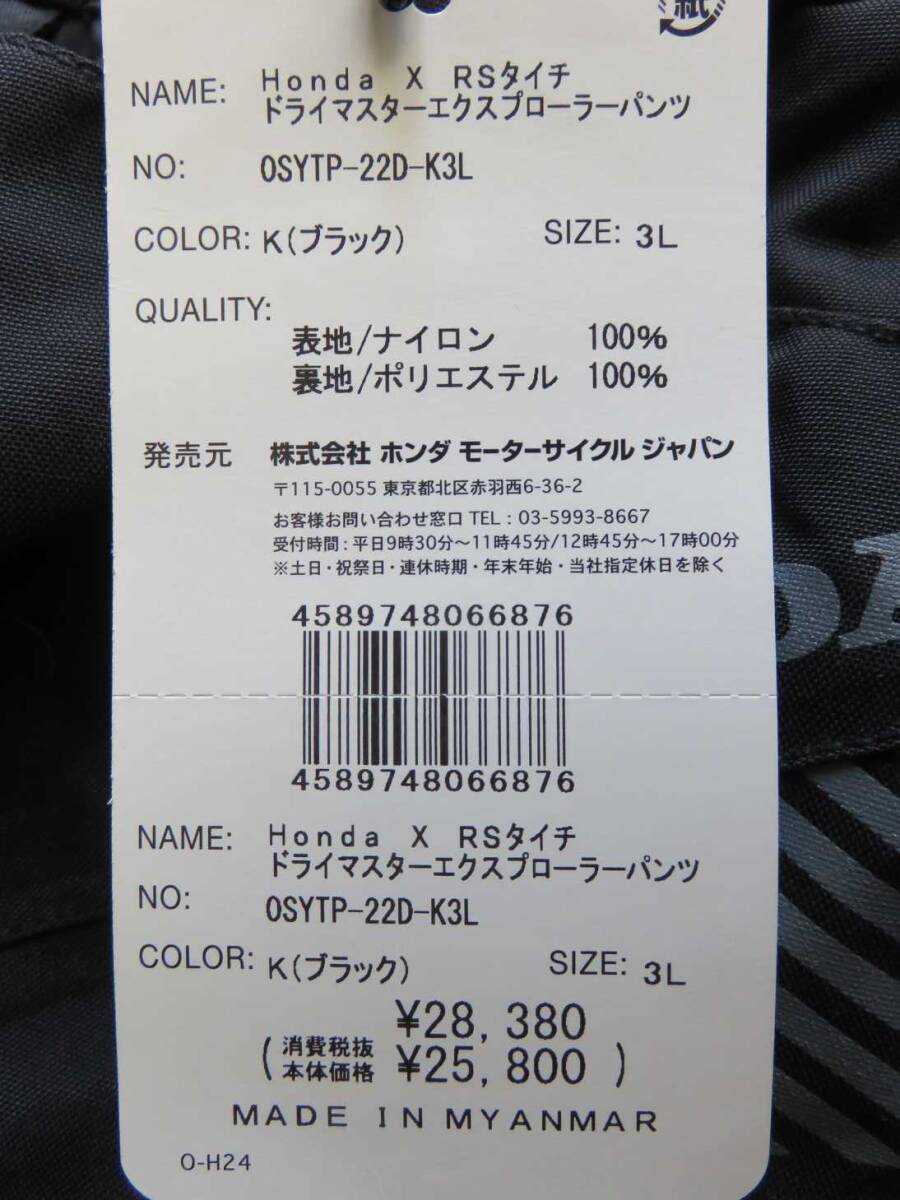 紙
NAME: Honda X RSタイチ
ドライマスターエクスプローラーパンツ
NO: 0SYTP-22D-K3L
COLOR: K(ブラック) SIZE: 3L
QUALITY:
表地/ナイロン 100%
裏地/ポリエステル 100%
発売元 株式会社 ホンダ モーターサイクル ジャパン
〒115-0055 東京都北区赤羽西6-36-2
お客様お問い合わせ窓口 TEL : 03-5993-8667
受付時間 : 平日9時30分～11時45分/12時45分～17時00分
※土日・祝祭日・連休時期・年末年始・当社指定休日を除く
4589748066876
4589748066876
NAME: Honda X RSタイチ
ドライマスターエクスプローラーパンツ
NO: 0SYTP-22D-K3L
COLOR: K(ブラック) SIZE: 3L
¥28,380
(消費税抜本体価格 ¥25,800)
MADE IN MYANMAR
O-H24